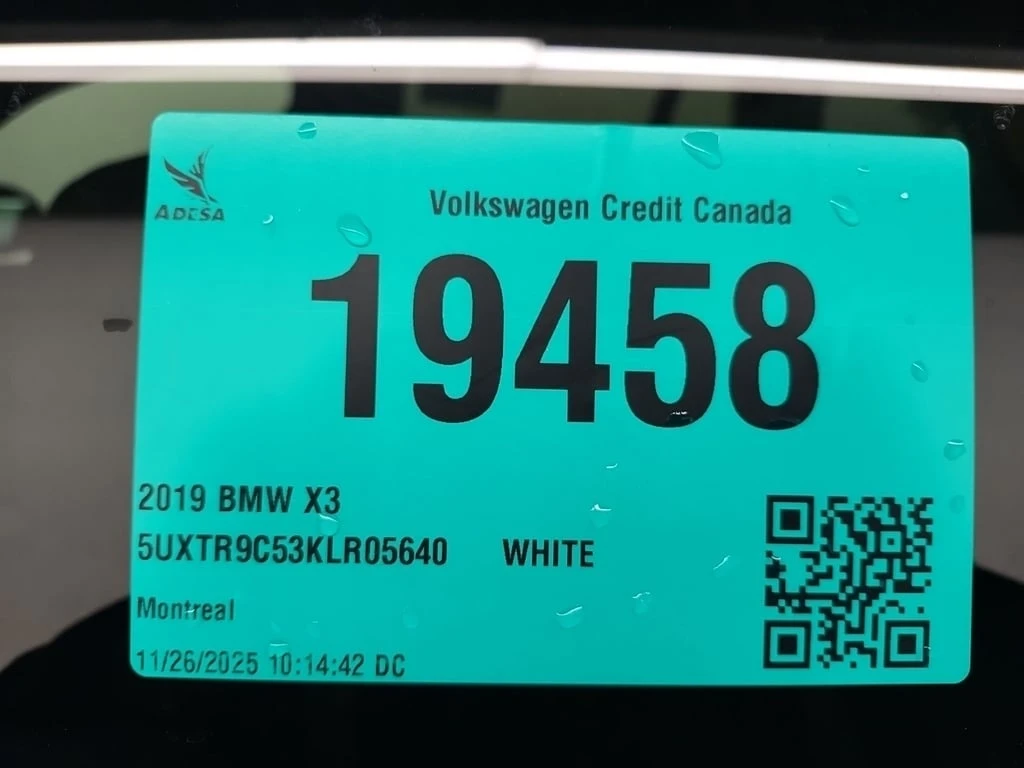 ADESA
Volkswagen Credit Canada
19458
2019 BMW X3
5UXTR9C53KLR05640 WHITE
Montreal
11/26/2025 10:14:42 DC